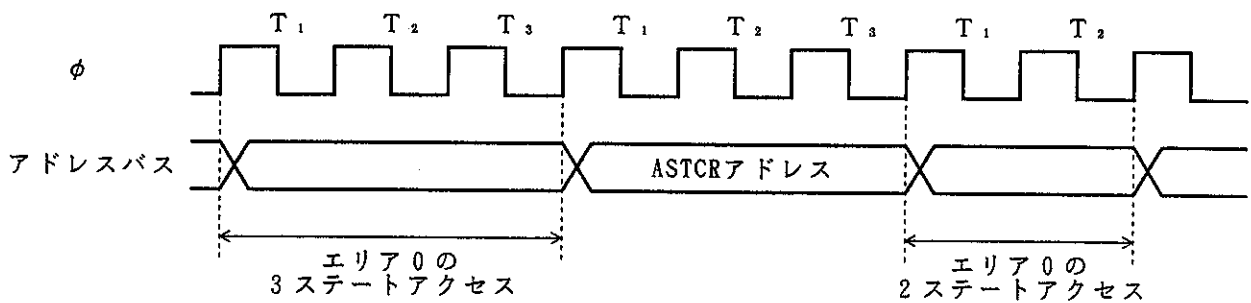 T₁ T₂ T₃ T₁ T₂ T₃ T₁ T₂
φ
アドレスバス
ASTCRアドレス
エリア0の
3ステートアクセス
エリア0の
2ステートアクセス